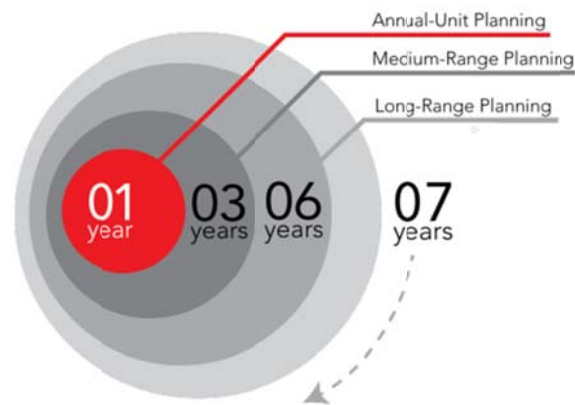 Annual-Unit Planning
Medium-Range Planning
Long-Range Planning
01 03 06 07
year years years years